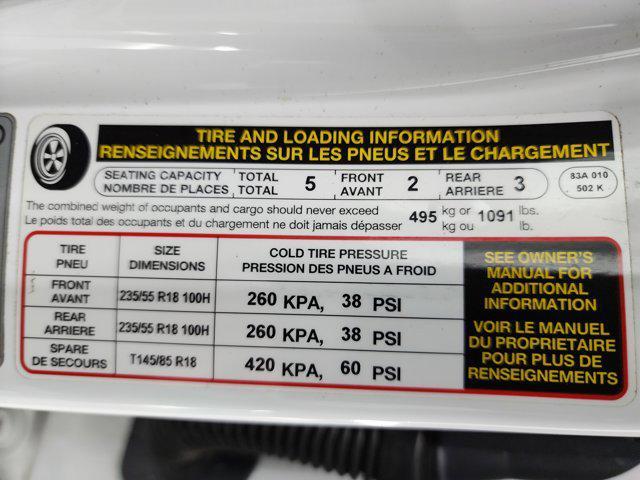 TIRE AND LOADING INFORMATION
RENSEIGNEMENTS SUR LES PNEUS ET LE CHARGEMENT
SEATING CAPACITY TOTAL 5 FRONT 2 REAR 3
NOMBRE DE PLACES TOTAL AVANT ARRIERE
83A 010
502 K
The combined weight of occupants and cargo should never exceed 495 kg or 1091 lbs.
Le poids total des occupants et du chargement ne doit jamais dépasser kg ou lb.
TIRE SIZE COLD TIRE PRESSURE
PNEU DIMENSIONS PRESSION DES PNEUS A FROID
FRONT
AVANT 235/55 R18 100H 260 KPA, 38 PSI
REAR
ARRIERE 235/55 R18 100H 260 KPA, 38 PSI
SPARE
DE SECOURS T145/85 R18 420 KPA, 60 PSI
SEE OWNER'S
MANUAL FOR
ADDITIONAL
INFORMATION
VOIR LE MANUEL
DU PROPRIETAIRE
POUR PLUS DE
RENSEIGNEMENTS